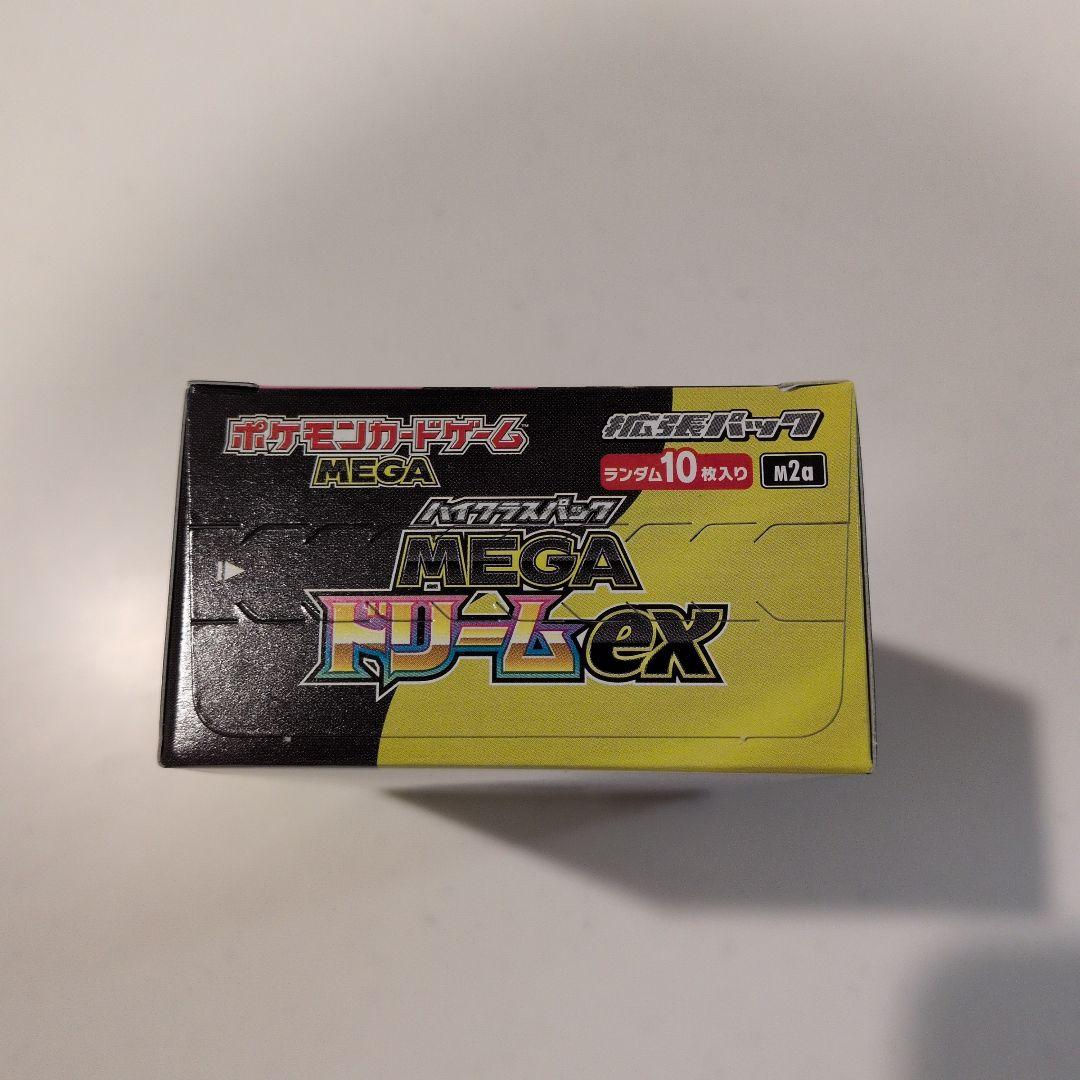 ポケモンカードゲーム™
MEGA
拡張パック
ランダム10枚入り
M2a
ハイクラスパック
MEGA
ドリームex